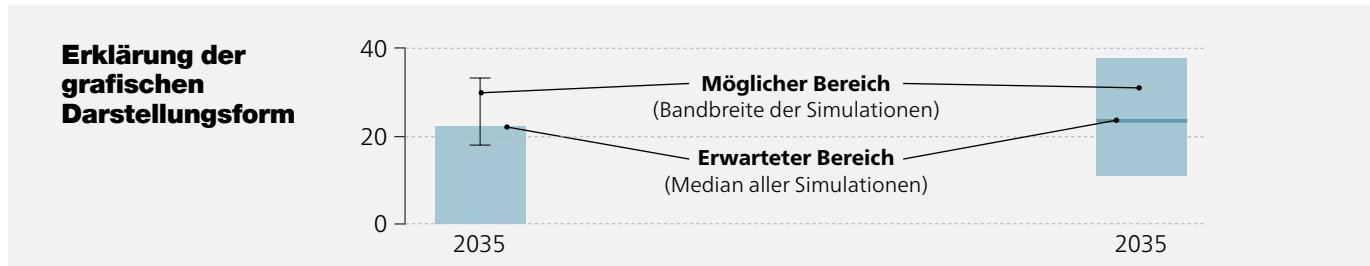 Erklärung der
grafischen
Darstellungsform
40
20
0
Möglicher Bereich
(Bandbreite der Simulationen)
Erwarteter Bereich
(Median aller Simulationen)
2035
2035